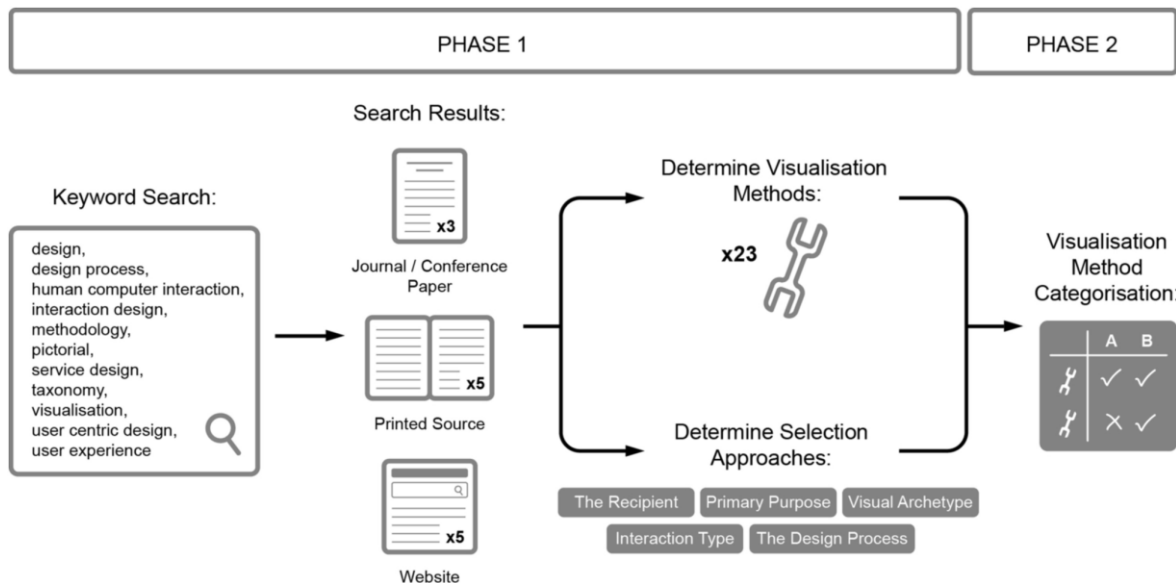 PHASE 1
PHASE 2
Keyword Search:
design,
design process,
human computer interaction,
interaction design,
methodology,
pictorial,
service design,
taxonomy,
visualisation,
user centric design,
user experience
Search Results:
x3
Journal / Conference
Paper
x5
Printed Source
x5
Website
Determine Visualisation
Methods:
x23
Determine Selection
Approaches:
The Recipient
Primary Purpose
Visual Archetype
Interaction Type
The Design Process
Visualisation
Method
Categorisation:
A B